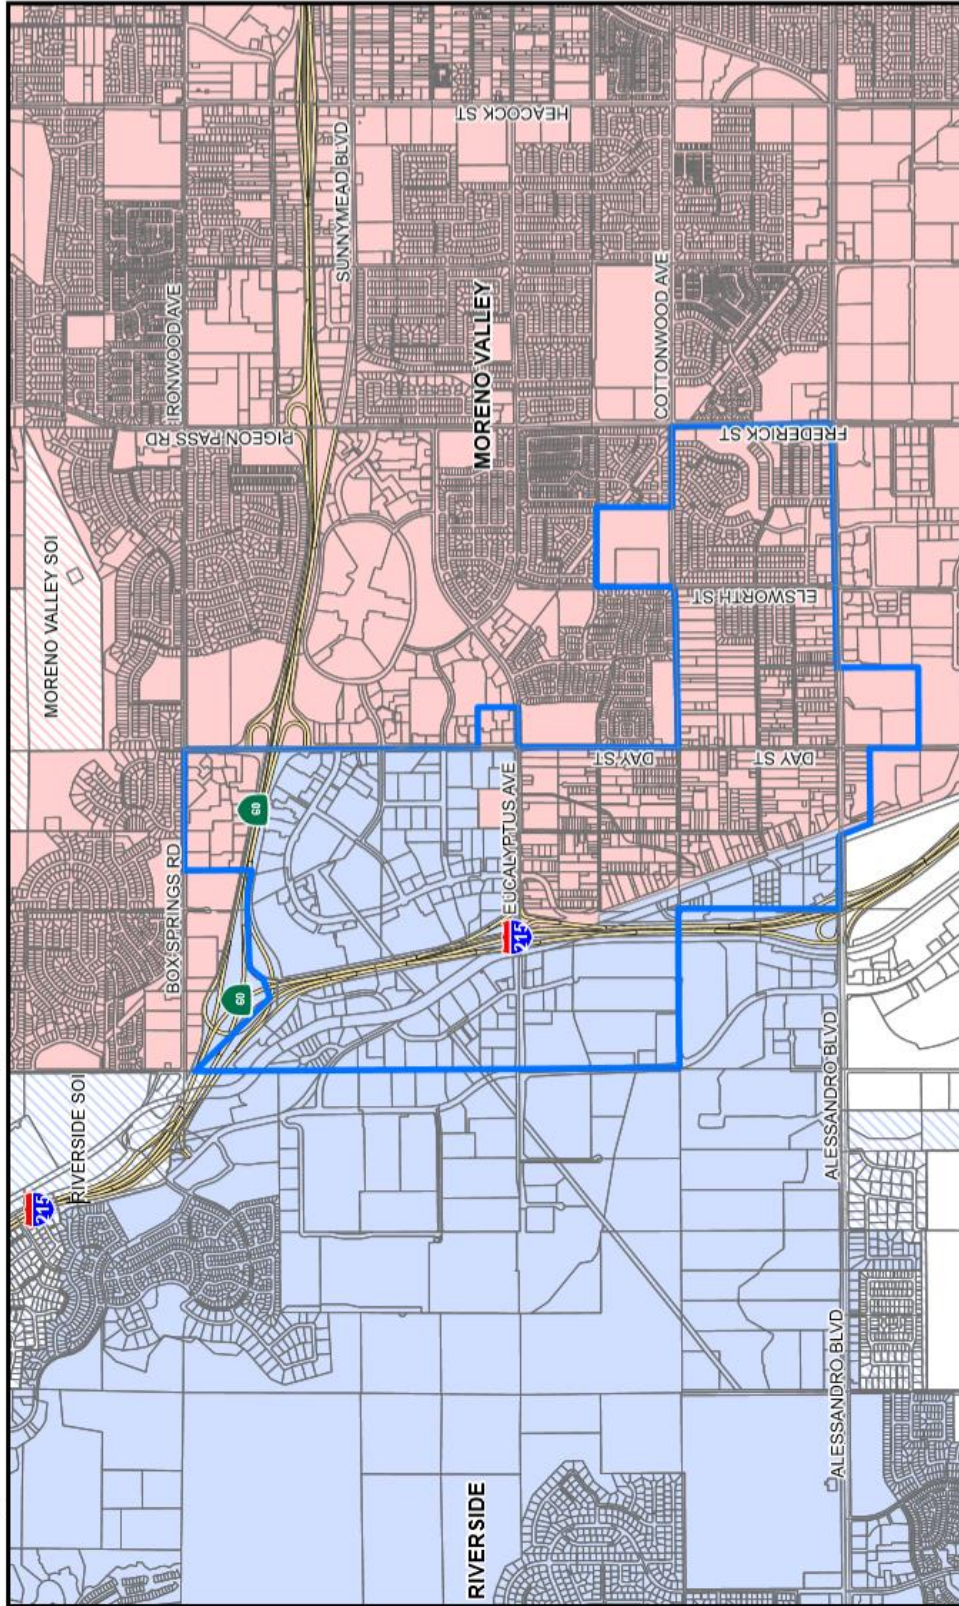 215
RIVERSIDE SOI
MORENO VALLEY SOI
BOX SPRINGS RD
IRONWOOD AVE
60
60
PIGEON PASS RD
SUNNYMEAD BLVD
RIVERSIDE
MORENO VALLEY
HEACOCK ST
215
EUCALYPTUS AVE
DAY ST
COTTONWOOD AVE
DAY ST
ELSWORTH ST
FREDERICK ST
ALESSANDRO BLVD
ALESSANDRO BLVD